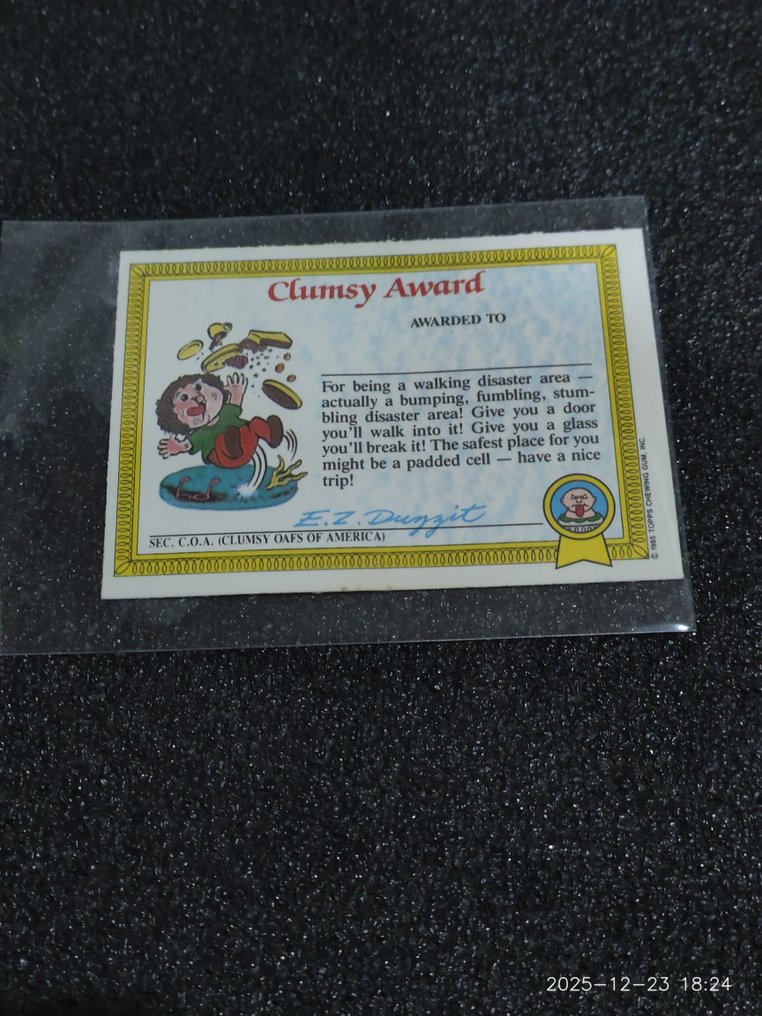 Clumsy Award
AWARDED TO
For being a walking disaster area —
actually a bumping, fumbling, stum-
bling disaster area! Give you a door
you'll walk into it! Give you a glass
you'll break it! The safest place for you
might be a padded cell — have a nice
trip!
E.Z. Duzzit
SEC. C.O.A. (CLUMSY OAFS OF AMERICA)
© 1985 TOPPS CHEWING GUM, INC.
2025-12-23 18:24